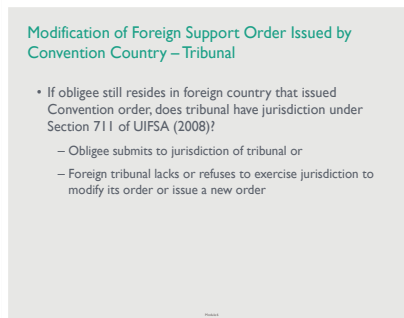 Modification of Foreign Support Order Issued by
Convention Country – Tribunal
• If obligee still resides in foreign country that issued
Convention order, does tribunal have jurisdiction under
Section 711 of UIFSA (2008)?
– Obligee submits to jurisdiction of tribunal or
– Foreign tribunal lacks or refuses to exercise jurisdiction to
modify its order or issue a new order